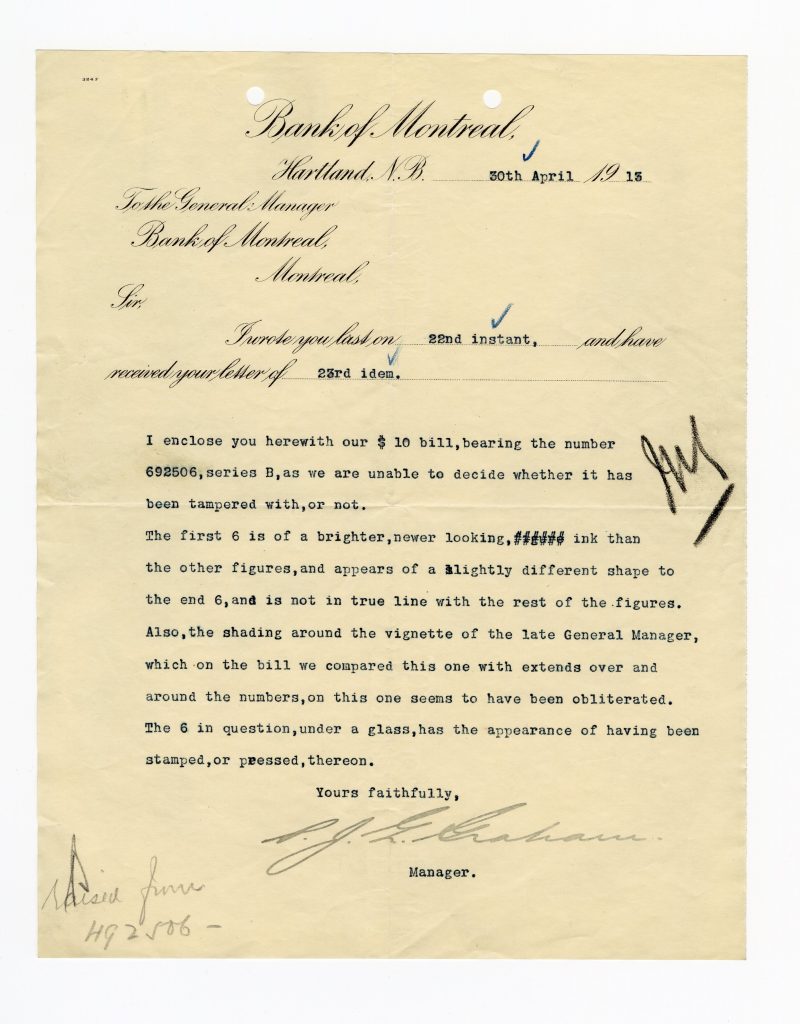 Bank of Montreal,
Hartland, N.B. 30th April 19 13
To the General Manager
Bank of Montreal,
Montreal,
Sir,
I wrote you last on 22nd instant, and have
received your letter of 23rd idem.
I enclose you herewith our $ 10 bill,bearing the number
692506,series B,as we are unable to decide whether it has
been tampered with,or not.
The first 6 is of a brighter,newer looking, ink than
the other figures,and appears of a slightly different shape to
the end 6,and is not in true line with the rest of the figures.
Also,the shading around the vignette of the late General Manager,
which on the bill we compared this one with extends over and
around the numbers,on this one seems to have been obliterated.
The 6 in question,under a glass,has the appearance of having been
stamped,or pressed,thereon.
Yours faithfully,
Graham.
Manager.
raised from
492506 -